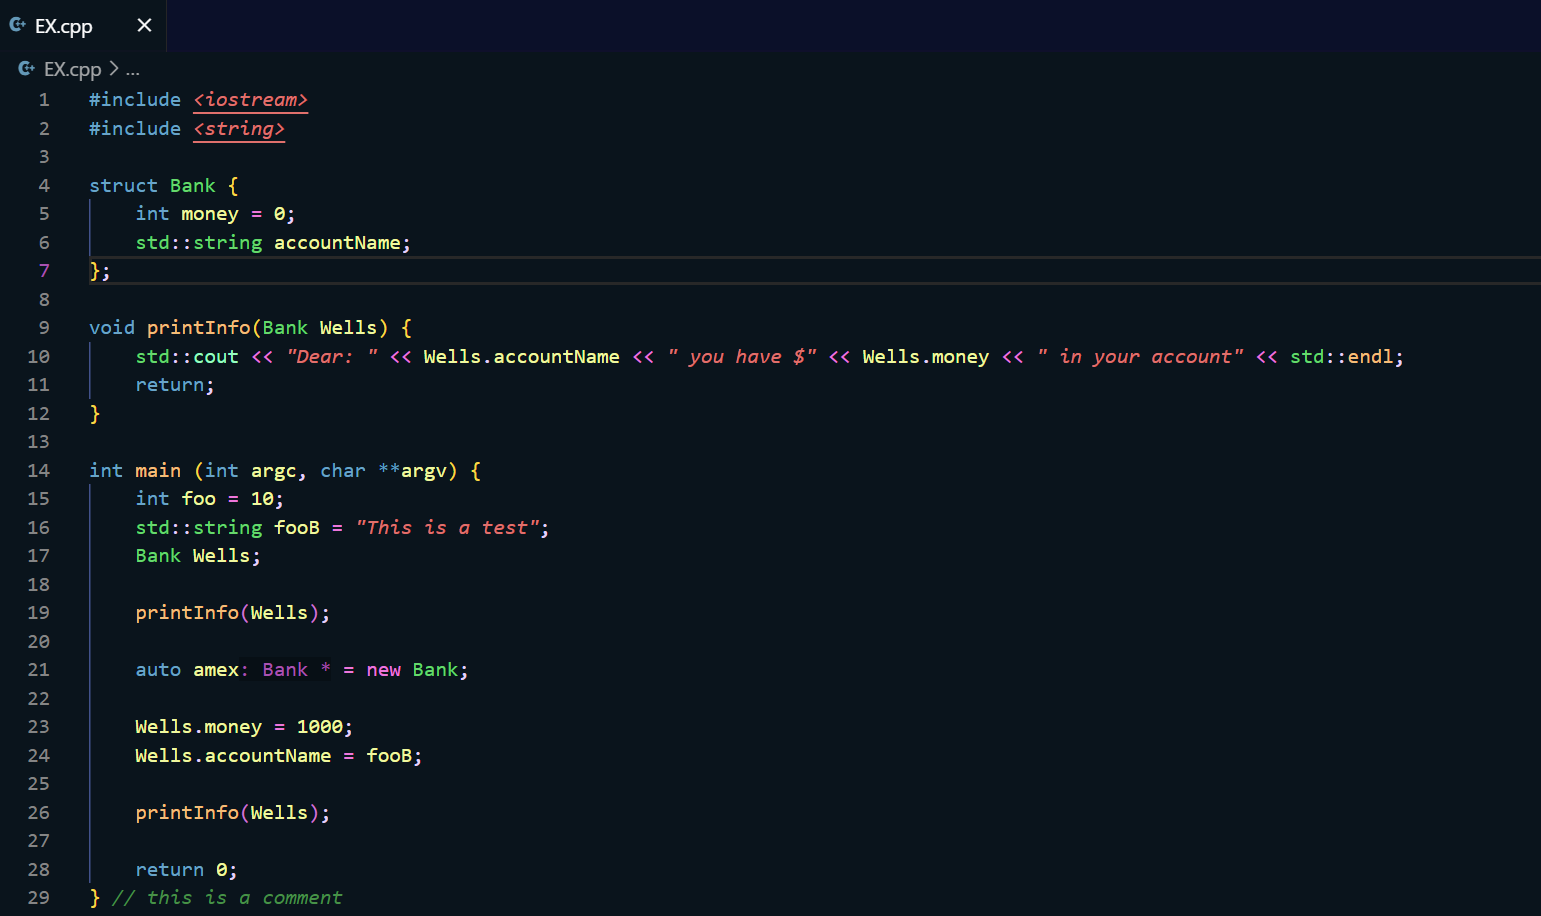 EX.cpp ×
EX.cpp > ...
1 #include <iostream>
2 #include <string>
3
4 struct Bank {
5     int money = 0;
6     std::string accountName;
7 };
8
9 void printInfo(Bank Wells) {
10     std::cout << "Dear: " << Wells.accountName << " you have $" << Wells.money << " in your account" << std::endl;
11     return;
12 }
13
14 int main (int argc, char **argv) {
15     int foo = 10;
16     std::string fooB = "This is a test";
17     Bank Wells;
18
19     printInfo(Wells);
20
21     auto amex: Bank * = new Bank;
22
23     Wells.money = 1000;
24     Wells.accountName = fooB;
25
26     printInfo(Wells);
27
28     return 0;
29 } // this is a comment